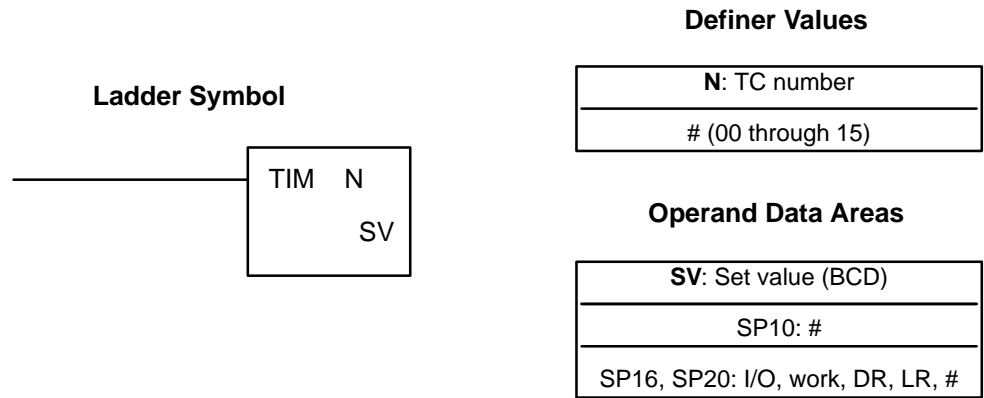 Ladder Symbol
TIM N
SV
Definer Values
N: TC number
# (00 through 15)
Operand Data Areas
SV: Set value (BCD)
SP10: #
SP16, SP20: I/O, work, DR, LR, #